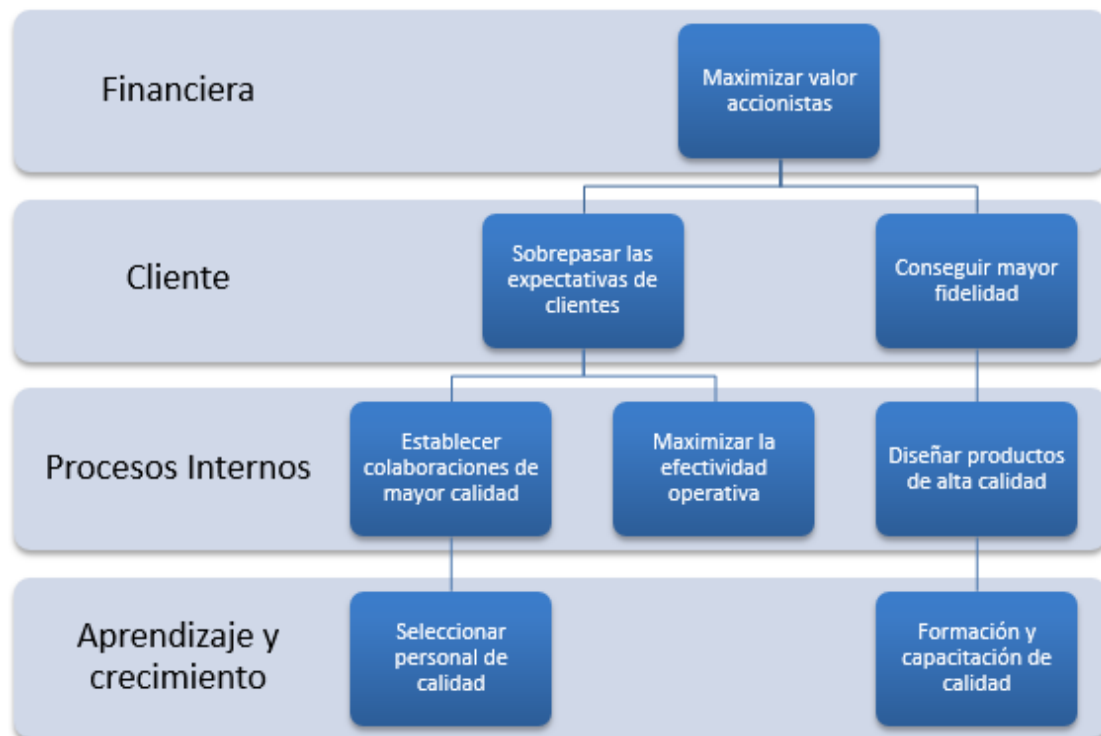 Financiera
Maximizar valor
accionistas
Cliente
Sobrepasar las
expectativas de
clientes
Conseguir mayor
fidelidad
Procesos Internos
Establecer
colaboraciones de
mayor calidad
Maximizar la
efectividad
operativa
Diseñar productos
de alta calidad
Aprendizaje y
crecimiento
Seleccionar
personal de
calidad
Formación y
capacitación de
calidad